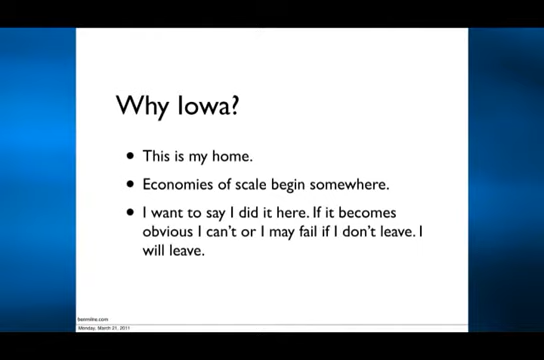 Why Iowa?
• This is my home.
• Economies of scale begin somewhere.
• I want to say I did it here. If it becomes
obvious I can't or I may fail if I don't leave. I
will leave.
benmilne.com
Monday, March 21, 2011